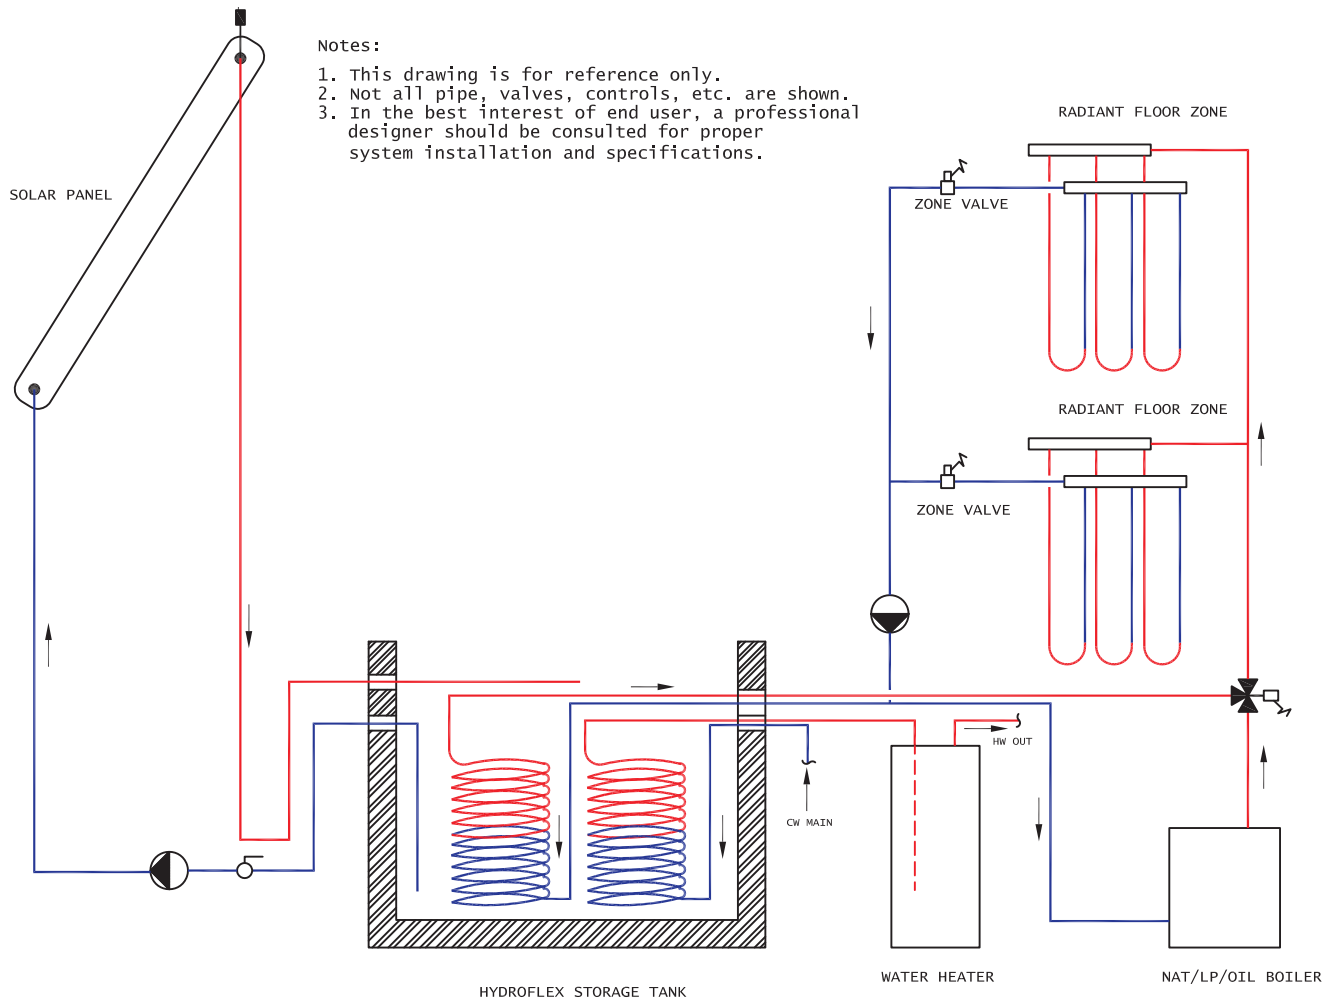 Notes:
1. This drawing is for reference only.
2. Not all pipe, valves, controls, etc. are shown.
3. In the best interest of end user, a professional
designer should be consulted for proper
system installation and specifications.
RADIANT FLOOR ZONE
SOLAR PANEL
ZONE VALVE
RADIANT FLOOR ZONE
ZONE VALVE
HW OUT
CW MAIN
WATER HEATER
NAT/LP/OIL BOILER
HYDROFLEX STORAGE TANK